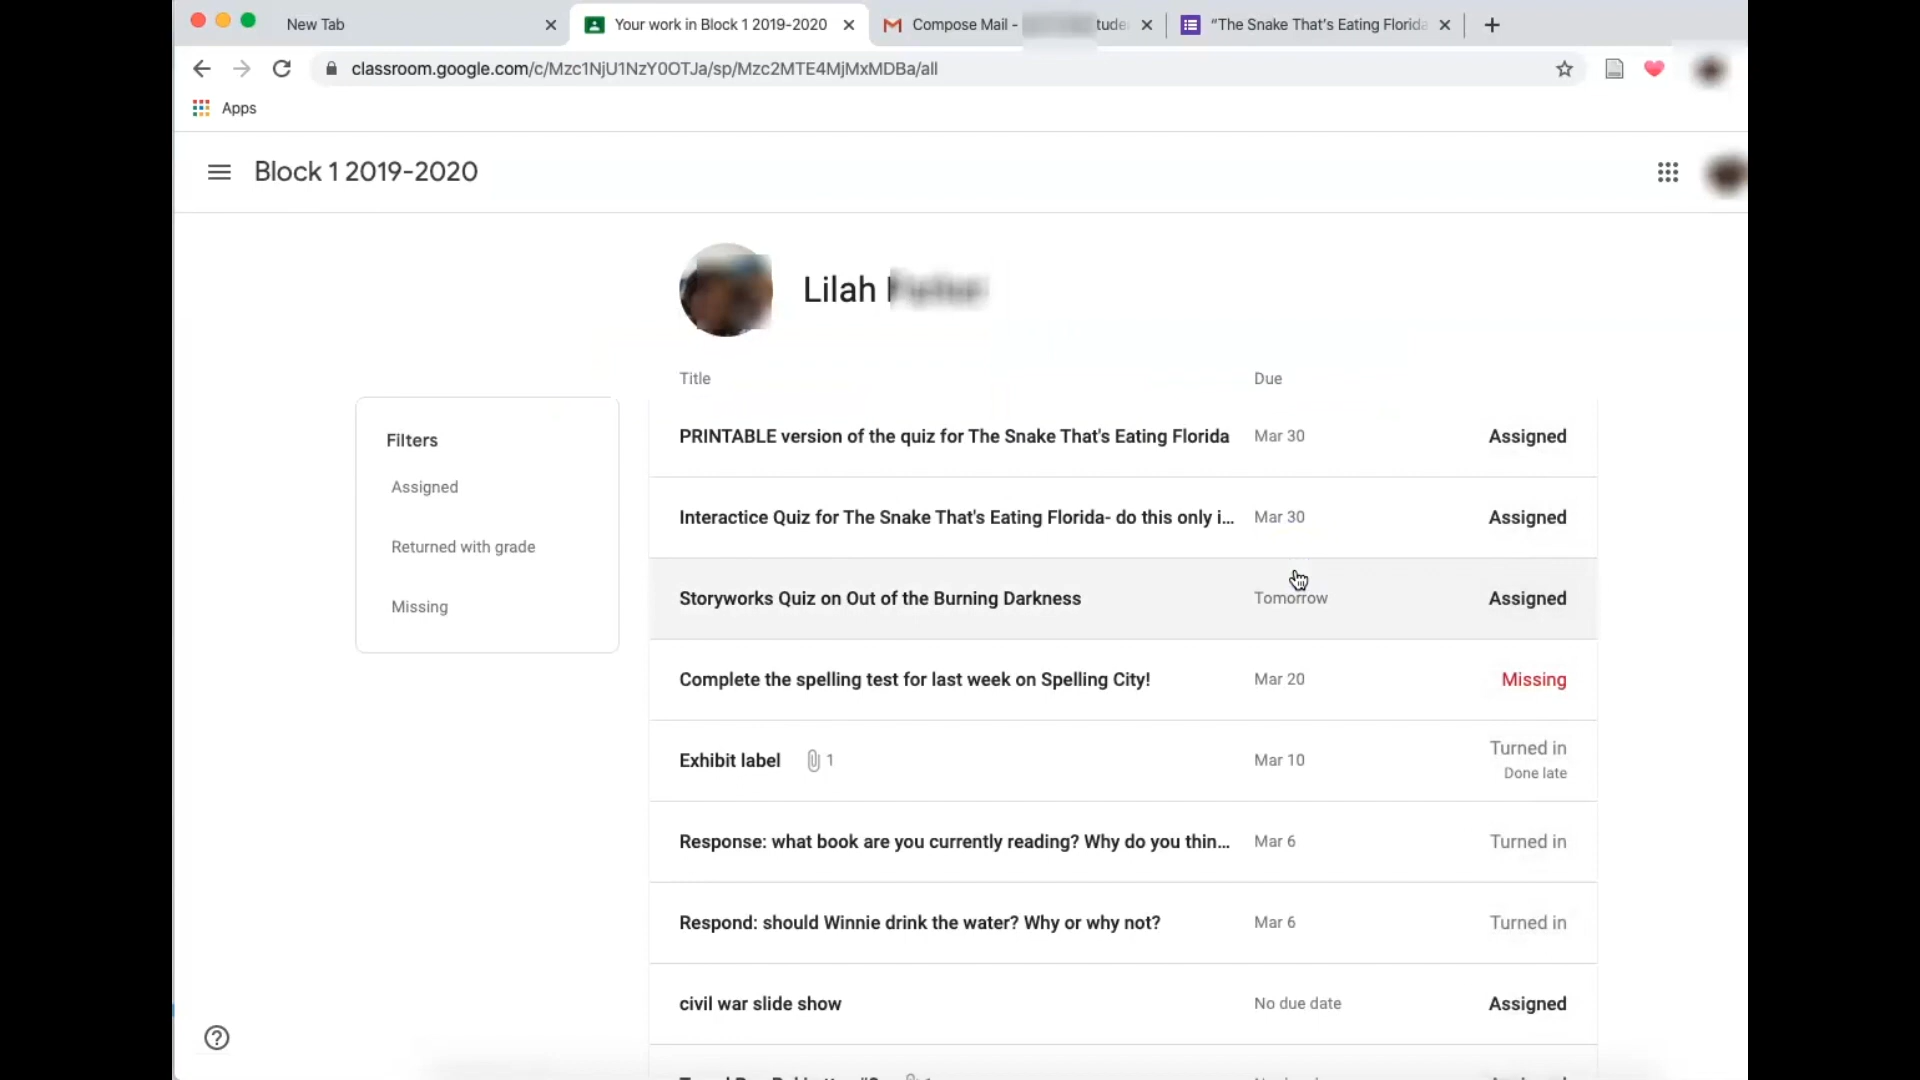 New Tab
Your work in Block 1 2019-2020
Compose Mail -
“The Snake That's Eating Florida
classroom.google.com/c/Mzc1NjU1NzY0OTJa/sp/Mzc2MTE4MjMxMDBa/all
Apps
Block 1 2019-2020
Lilah
Title
Due
Filters
Assigned
Returned with grade
Missing
PRINTABLE version of the quiz for The Snake That's Eating Florida
Mar 30
Assigned
Interactice Quiz for The Snake That's Eating Florida- do this only i...
Mar 30
Assigned
Storyworks Quiz on Out of the Burning Darkness
Tomorrow
Assigned
Complete the spelling test for last week on Spelling City!
Mar 20
Missing
Exhibit label
1
Mar 10
Turned in
Done late
Response: what book are you currently reading? Why do you thin...
Mar 6
Turned in
Respond: should Winnie drink the water? Why or why not?
Mar 6
Turned in
civil war slide show
No due date
Assigned